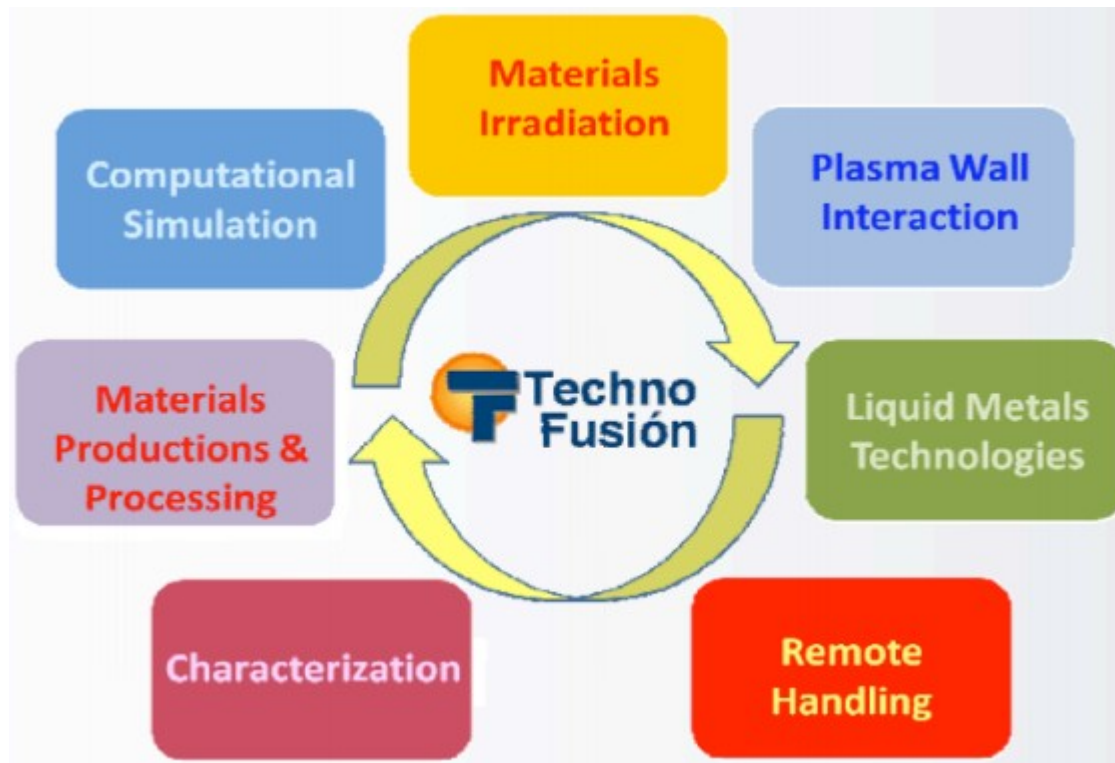 Materials
Irradiation
Computational
Simulation
Plasma Wall
Interaction
Materials
Productions &
Processing
Techno
Fusión
Liquid Metals
Technologies
Characterization
Remote
Handling